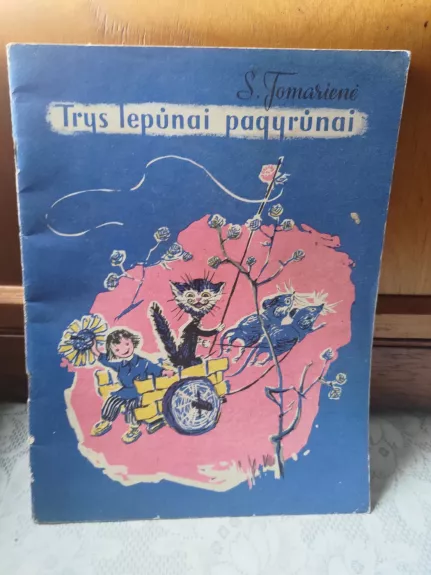 S. Tomarienė
Trys lepūnai pagyrūnai